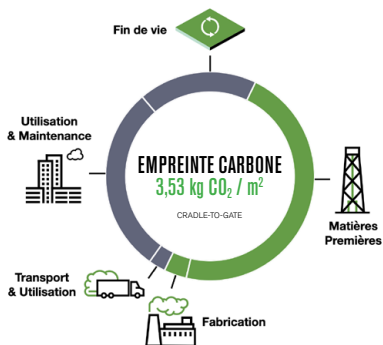 Fin de vie
Utilisation
& Maintenance
EMPREINTE CARBONE
3,53 kg CO₂ / m²
CRADLE-TO-GATE
Matières
Premières
Transport
& Utilisation
Fabrication